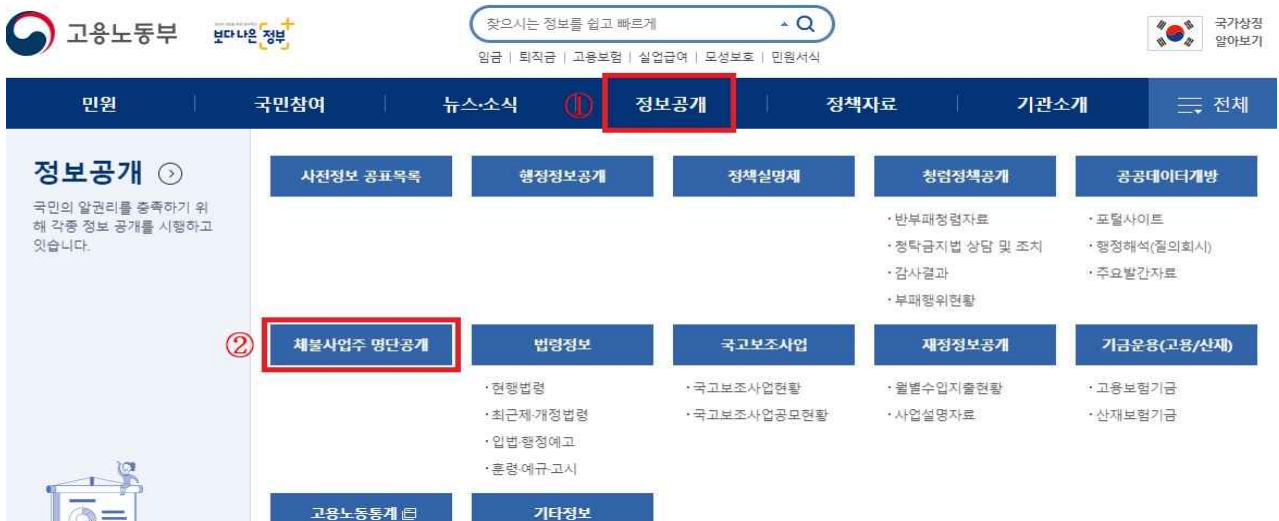 고용노동부
보다나은 정부
찾으시는 정보를 쉽고 빠르게
국가상징
알아보기
임금 | 퇴직금 | 고용보험 | 실업급여 | 모성보호 | 민원서식
민원 국민참여 뉴스·소식 ① 정보공개 정책자료 기관소개 전체
정보공개
국민의 알권리를 충족하기 위
해 각종 정보 공개를 시행하고
잇습니다.
사전정보 공표목록 행정정보공개 정책실명제 청렴정책공개 공공데이터개방
·반부패청렴자료 ·포털사이트
·청탁금지법 상담 및 조치 ·행정해석(질의회시)
·감사결과 ·주요발간자료
·부패행위현황
② 체불사업주 명단공개 법령정보 국고보조사업 재정정보공개 기금운용(고용/산재)
·현행법령 ·국고보조사업현황 ·월별수입지출현황 ·고용보험기금
·최근제·개정법령 ·국고보조사업공모현황 ·사업설명자료 ·산재보험기금
·입법·행정예고
·훈령·예규·고시
고용노동통계 기타정보